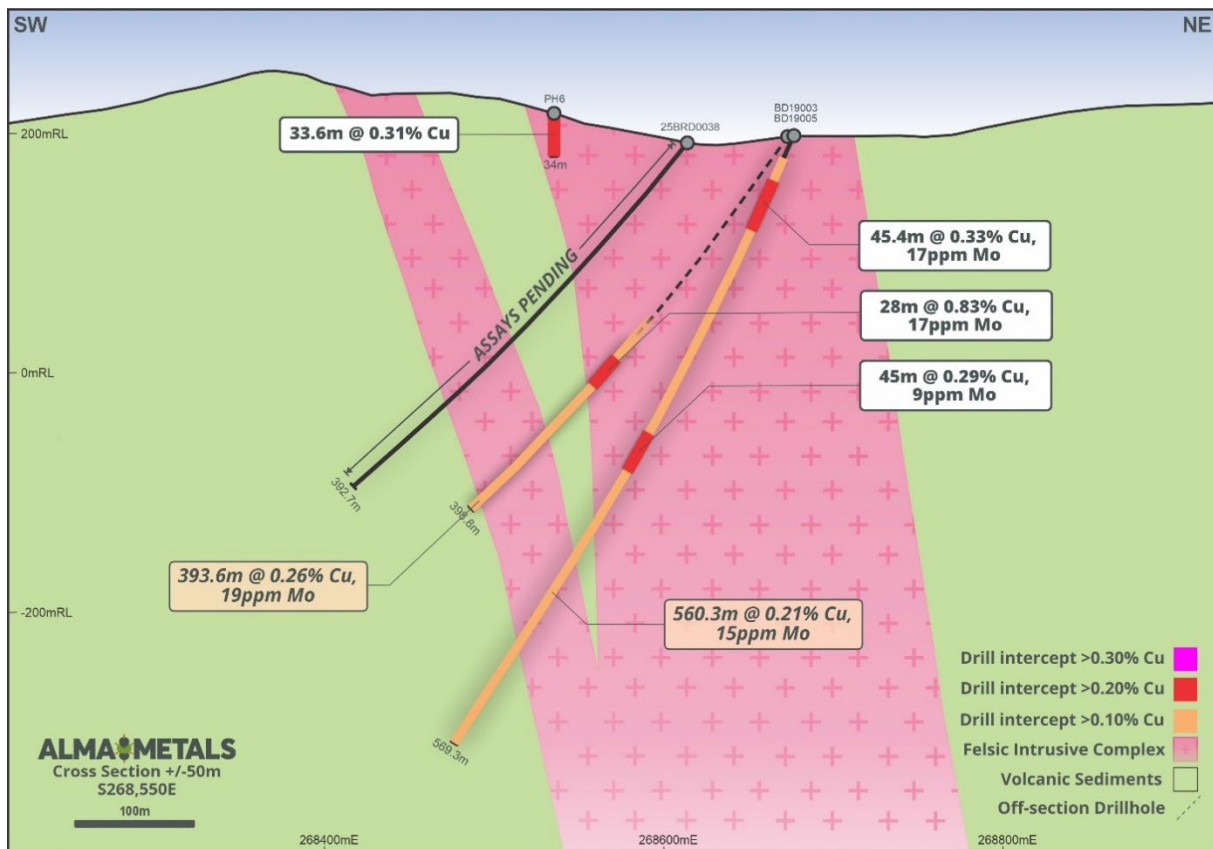 SW
NE
PH6
BD19003
BD19005
25BRD0038
200mRL
33.6m @ 0.31% Cu
34m
45.4m @ 0.33% Cu,
17ppm Mo
ASSAYS PENDING
28m @ 0.83% Cu,
17ppm Mo
0mRL
45m @ 0.29% Cu,
9ppm Mo
392.7m
398.8m
393.6m @ 0.26% Cu,
19ppm Mo
-200mRL
560.3m @ 0.21% Cu,
15ppm Mo
569.3m
Drill intercept >0.30% Cu
Drill intercept >0.20% Cu
Drill intercept >0.10% Cu
Felsic Intrusive Complex
Volcanic Sediments
Off-section Drillhole
ALMA METALS
Cross Section +/-50m
S268,550E
100m
268400mE
268600mE
268800mE